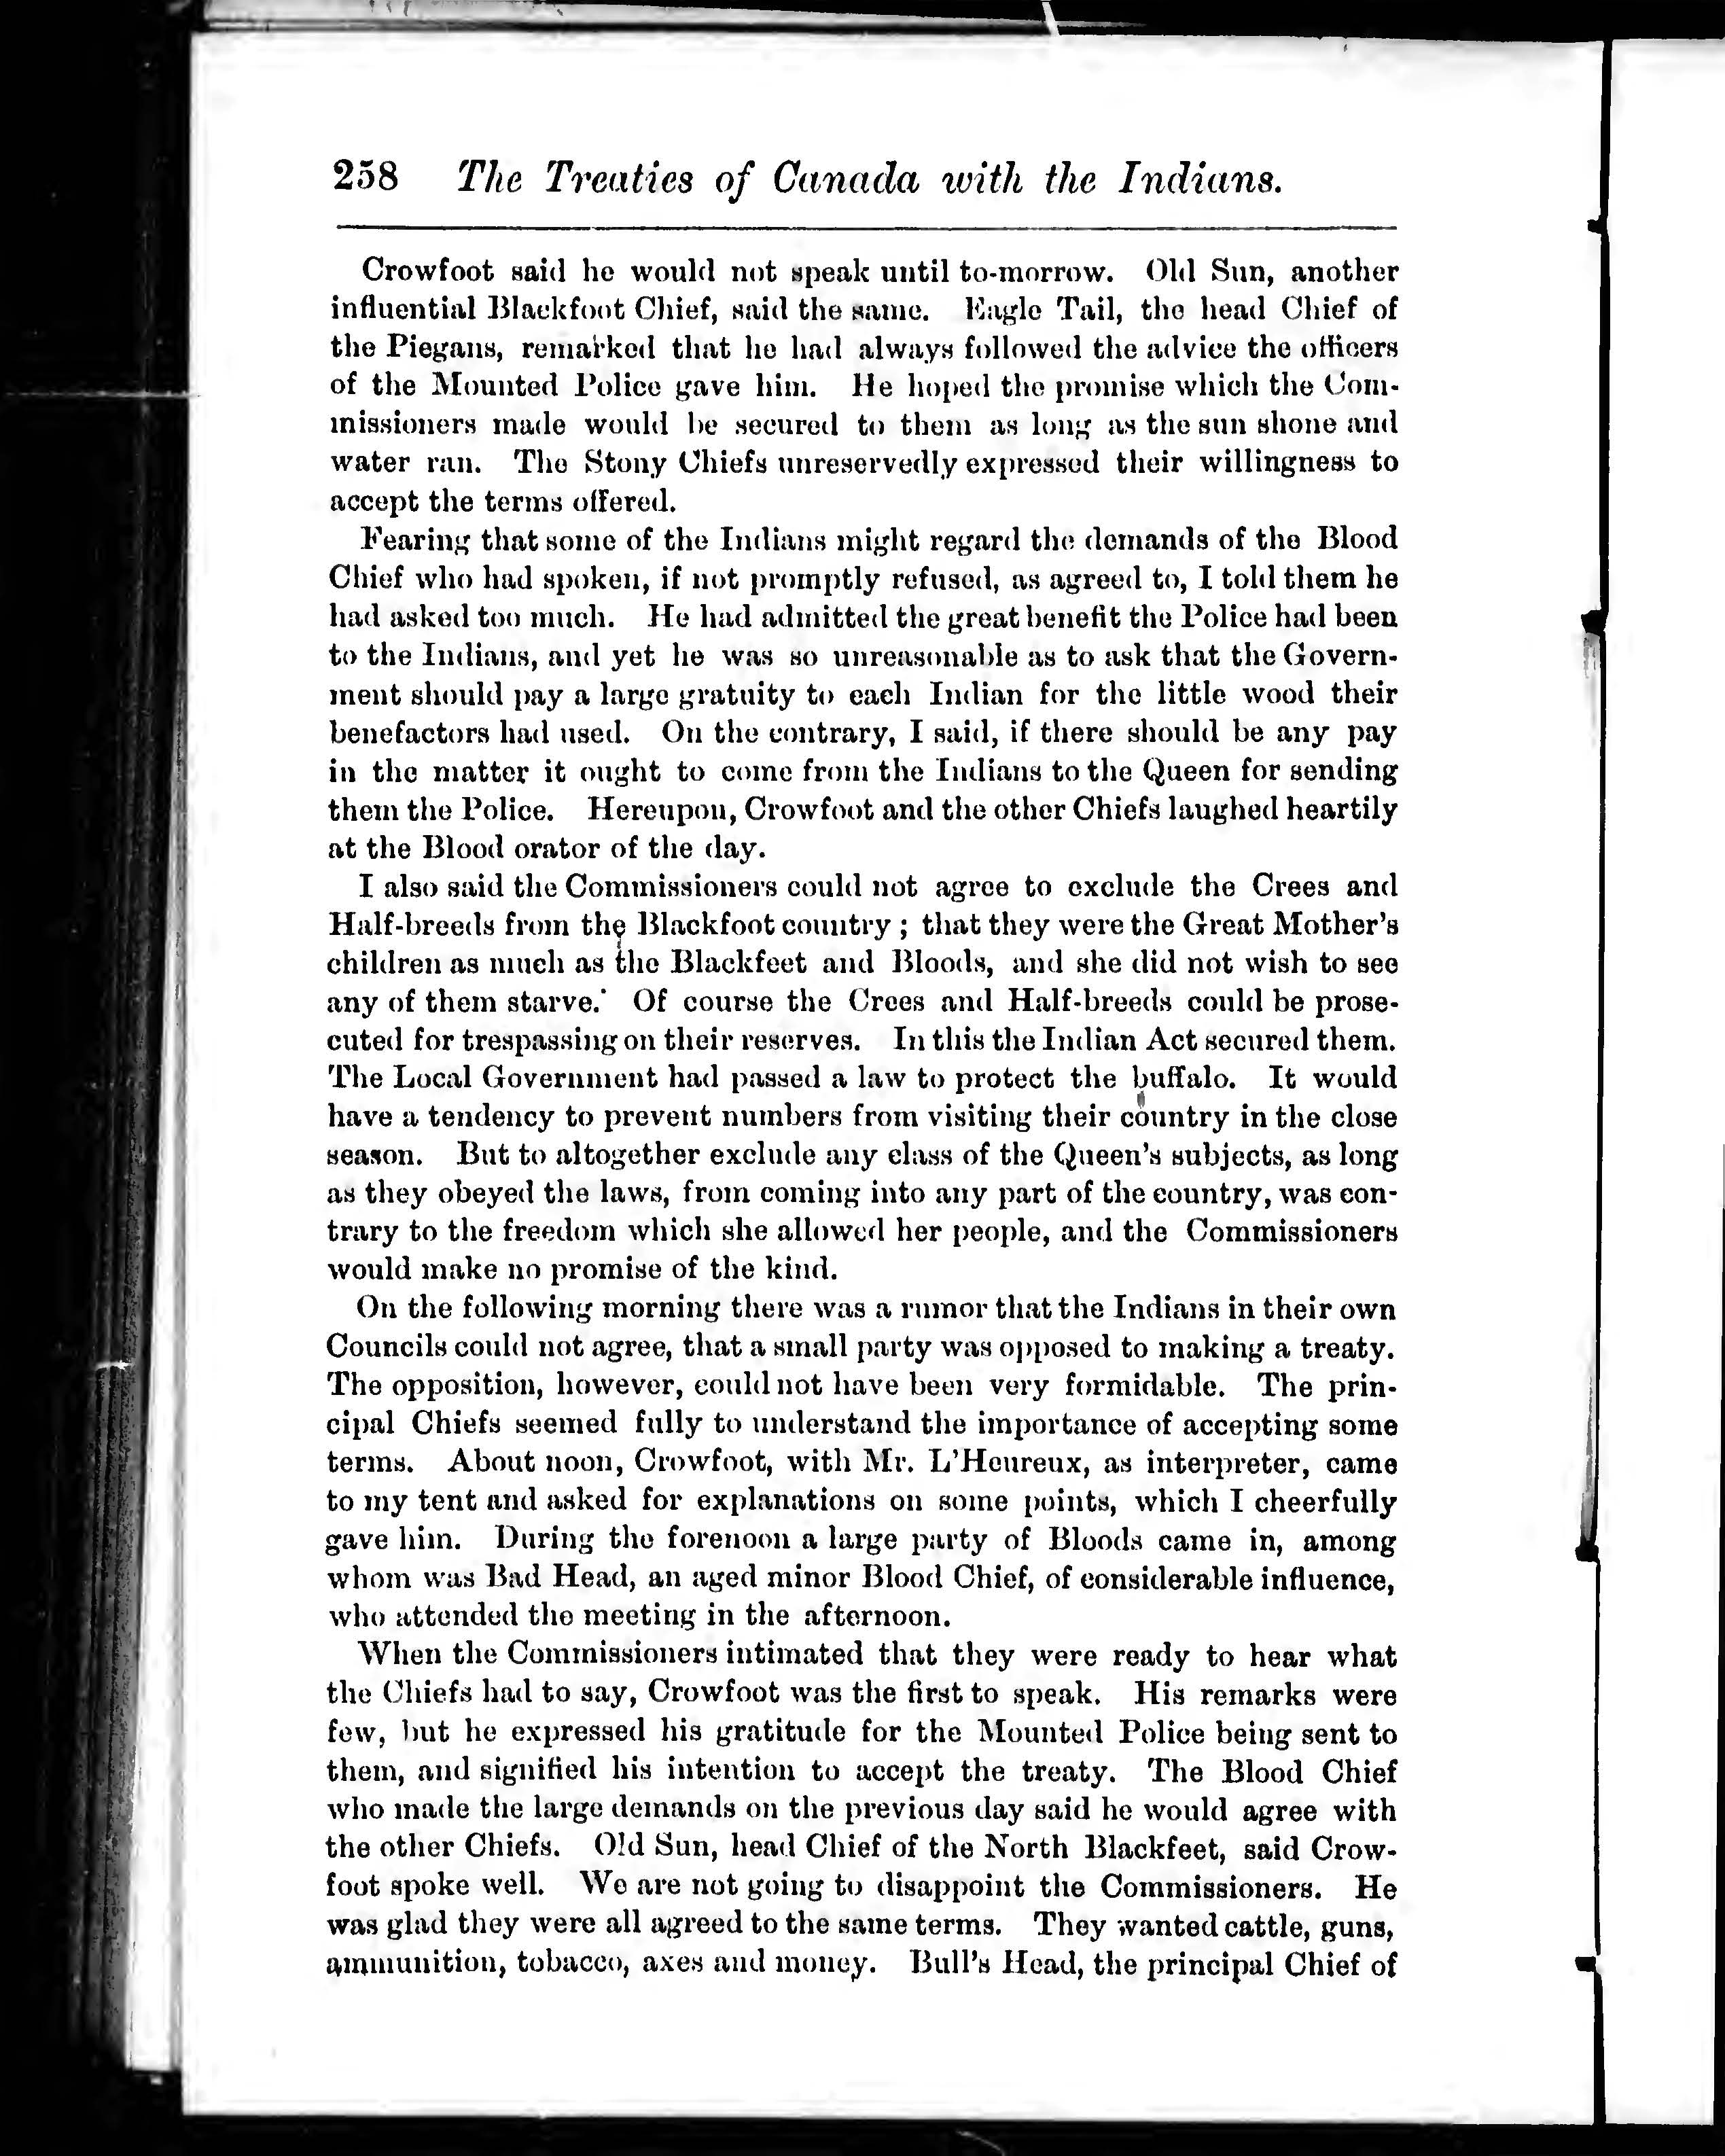 258 The Treaties of Canada with the Indians.
Crowfoot said he would not speak until to-morrow. Old Sun, another
influential Blackfoot Chief, said the same. Eagle Tail, the head Chief of
the Piegans, remarked that he had always followed the advice the officers
of the Mounted Police gave him. He hoped the promise which the Com-
missioners made would be secured to them as long as the sun shone and
water ran. The Stony Chiefs unreservedly expressed their willingness to
accept the terms offered.
Fearing that some of the Indians might regard the demands of the Blood
Chief who had spoken, if not promptly refused, as agreed to, I told them he
had asked too much. He had admitted the great benefit the Police had been
to the Indians, and yet he was so unreasonable as to ask that the Govern-
ment should pay a large gratuity to each Indian for the little wood their
benefactors had used. On the contrary, I said, if there should be any pay
in the matter it ought to come from the Indians to the Queen for sending
them the Police. Hereupon, Crowfoot and the other Chiefs laughed heartily
at the Blood orator of the day.
I also said the Commissioners could not agree to exclude the Crees and
Half-breeds from the Blackfoot country ; that they were the Great Mother's
children as much as the Blackfeet and Bloods, and she did not wish to see
any of them starve. Of course the Crees and Half-breeds could be prose-
cuted for trespassing on their reserves. In this the Indian Act secured them.
The Local Government had passed a law to protect the buffalo. It would
have a tendency to prevent numbers from visiting their country in the close
season. But to altogether exclude any class of the Queen's subjects, as long
as they obeyed the laws, from coming into any part of the country, was con-
trary to the freedom which she allowed her people, and the Commissioners
would make no promise of the kind.
On the following morning there was a rumor that the Indians in their own
Councils could not agree, that a small party was opposed to making a treaty.
The opposition, however, could not have been very formidable. The prin-
cipal Chiefs seemed fully to understand the importance of accepting some
terms. About noon, Crowfoot, with Mr. L'Heureux, as interpreter, came
to my tent and asked for explanations on some points, which I cheerfully
gave him. During the forenoon a large party of Bloods came in, among
whom was Bad Head, an aged minor Blood Chief, of considerable influence,
who attended the meeting in the afternoon.
When the Commissioners intimated that they were ready to hear what
the Chiefs had to say, Crowfoot was the first to speak. His remarks were
few, but he expressed his gratitude for the Mounted Police being sent to
them, and signified his intention to accept the treaty. The Blood Chief
who made the large demands on the previous day said he would agree with
the other Chiefs. Old Sun, head Chief of the North Blackfeet, said Crow-
foot spoke well. We are not going to disappoint the Commissioners. He
was glad they were all agreed to the same terms. They wanted cattle, guns,
ammunition, tobacco, axes and money. Bull's Head, the principal Chief of